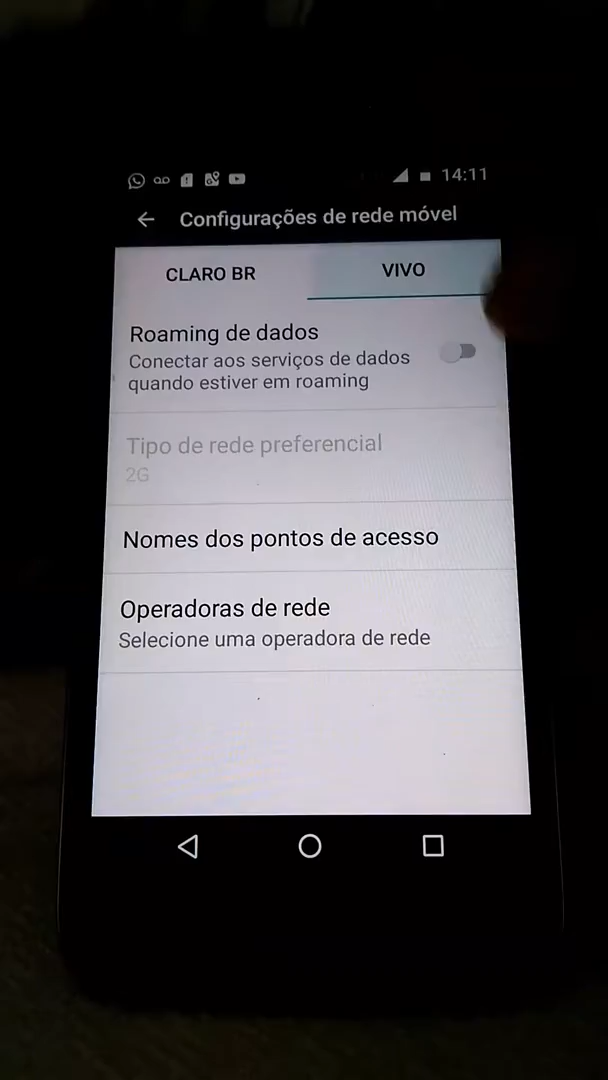 14:11
Configurações de rede móvel
CLARO BR
VIVO
Roaming de dados
Conectar aos serviços de dados
quando estiver em roaming
Tipo de rede preferencial
2G
Nomes dos pontos de acesso
Operadoras de rede
Selecione uma operadora de rede